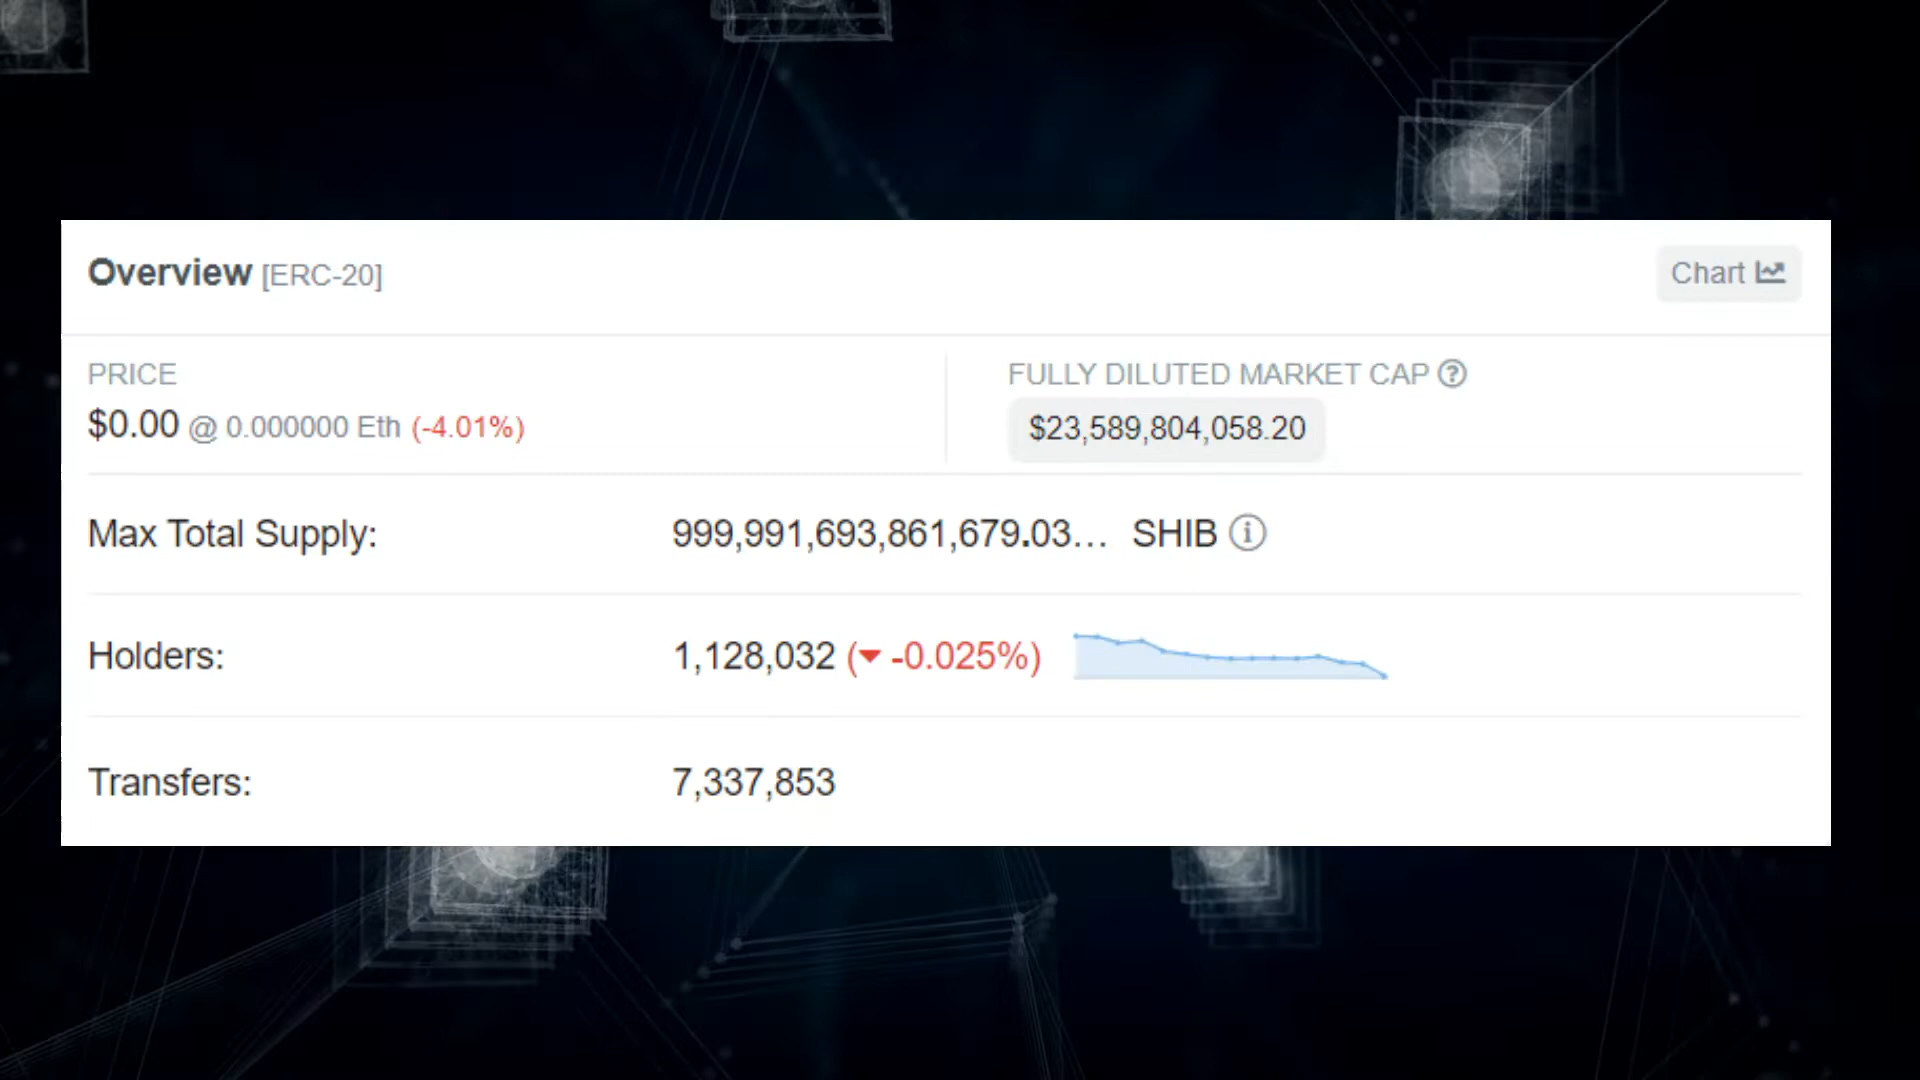 Overview [ERC-20]
Chart
PRICE
$0.00 @ 0.000000 Eth (-4.01%)
FULLY DILUTED MARKET CAP
$23,589,804,058.20
Max Total Supply: 999,991,693,861,679.03... SHIB
Holders: 1,128,032 (-0.025%)
Transfers: 7,337,853